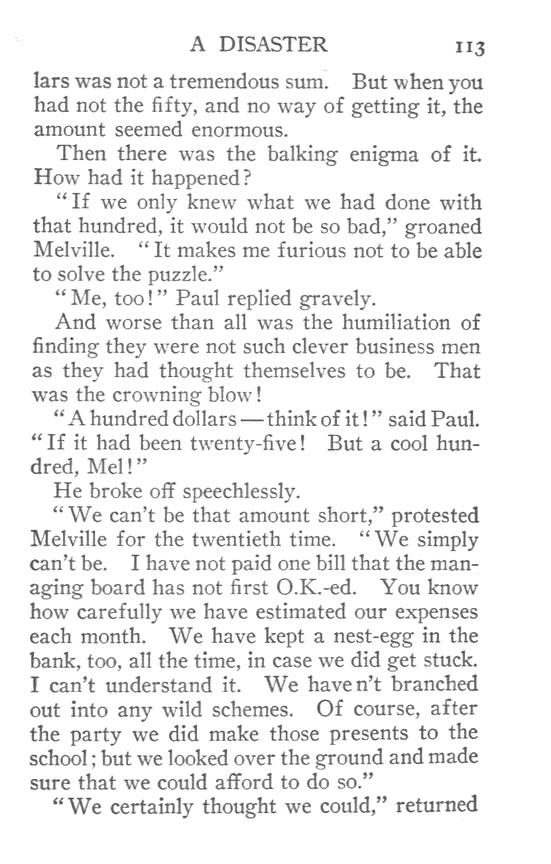 A DISASTER 113
lars was not a tremendous sum. But when you
had not the fifty, and no way of getting it, the
amount seemed enormous.
Then there was the balking enigma of it.
How had it happened?
“If we only knew what we had done with
that hundred, it would not be so bad,” groaned
Melville. “It makes me furious not to be able
to solve the puzzle.”
“Me, too!” Paul replied gravely.
And worse than all was the humiliation of
finding they were not such clever business men
as they had thought themselves to be. That
was the crowning blow!
“A hundred dollars—think of it!” said Paul.
“If it had been twenty-five! But a cool hun-
dred, Mel!”
He broke off speechlessly.
“We can’t be that amount short,” protested
Melville for the twentieth time. “We simply
can’t be. I have not paid one bill that the man-
aging board has not first O.K.-ed. You know
how carefully we have estimated our expenses
each month. We have kept a nest-egg in the
bank, too, all the time, in case we did get stuck.
I can’t understand it. We haven’t branched
out into any wild schemes. Of course, after
the party we did make those presents to the
school; but we looked over the ground and made
sure that we could afford to do so.”
“We certainly thought we could,” returned